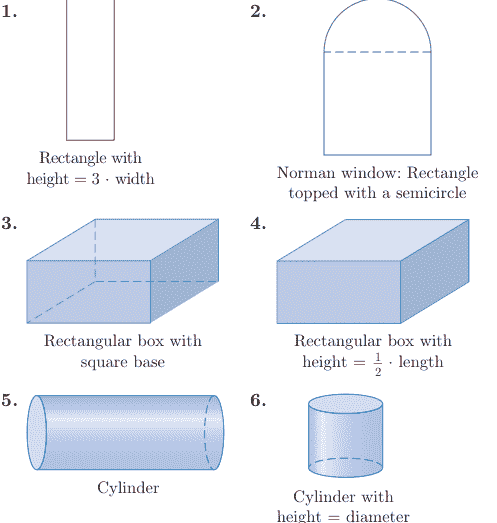 1.
Rectangle with
height = 3 · width
2.
Norman window: Rectangle
topped with a semicircle
3.
Rectangular box with
square base
4.
Rectangular box with
height = 1/2 · length
5.
Cylinder
6.
Cylinder with
height = diameter